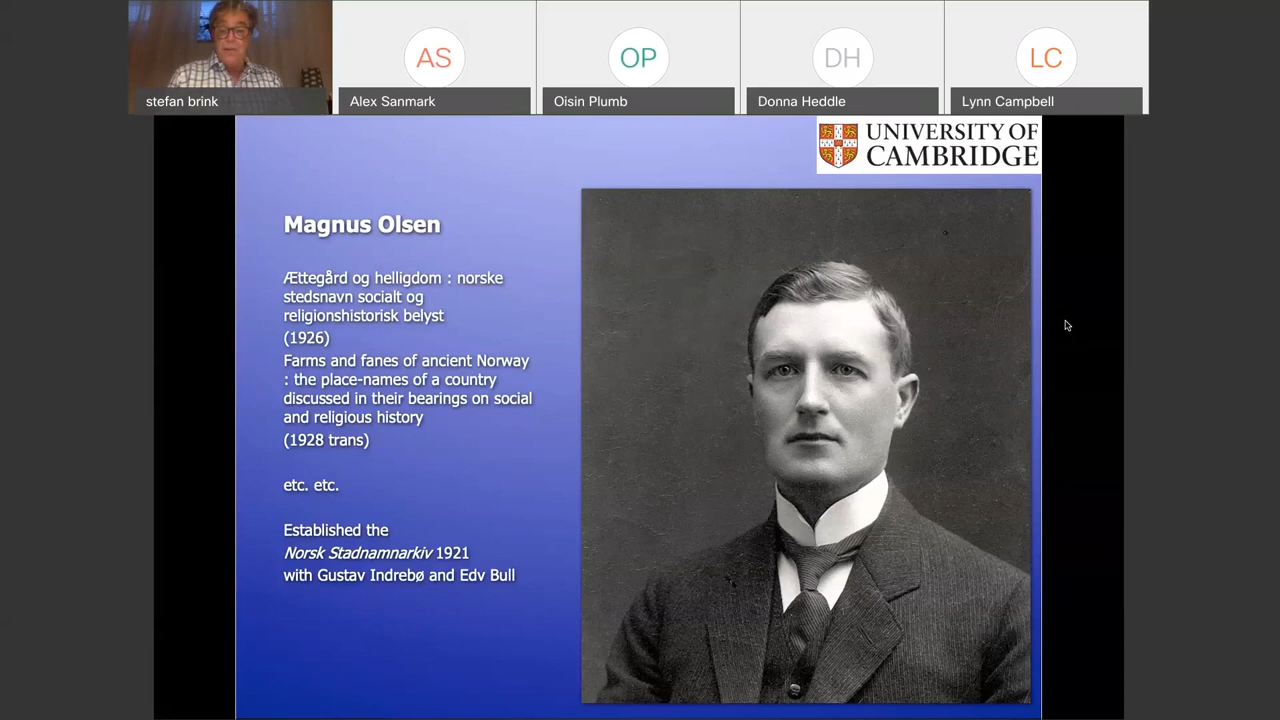 AS
OP
DH
LC
stefan brink
Alex Sanmark
Oisin Plumb
Donna Heddle
Lynn Campbell
UNIVERSITY OF
CAMBRIDGE
Magnus Olsen
Ættegård og helligdom : norske
stedsnavn socialt og
religionshistorisk belyst
(1926)
Farms and fanes of ancient Norway
: the place-names of a country
discussed in their bearings on social
and religious history
(1928 trans)
etc. etc.
Established the
Norsk Stadnamnarkiv 1921
with Gustav Indrebø and Edv Bull